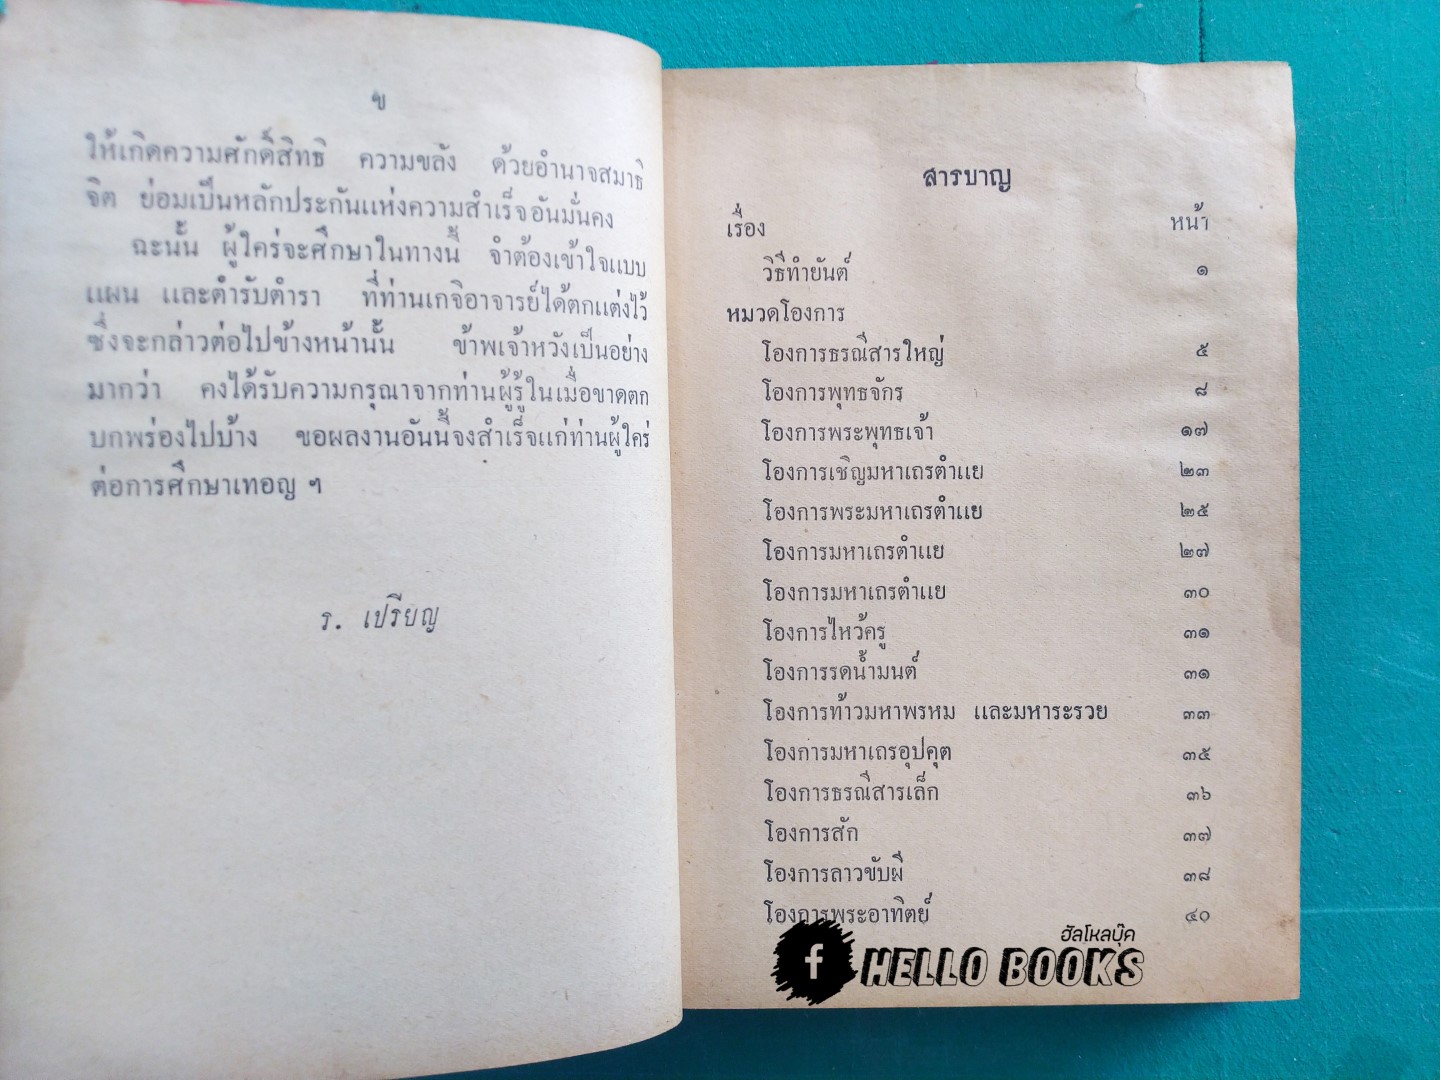 ข
ให้เกิดความศักดิ์สิทธิ ความขลัง ด้วยอำนาจสมาธิ
จิต ย่อมเป็นหลักประกันแห่งความสำเร็จอันมั่นคง
ฉะนั้น ผู้ใคร่จะศึกษาในทางนี้ จำต้องเข้าใจแบบ
แผน และตำรับตำรา ที่ท่านเกจิอาจารย์ได้ตกแต่งไว้
ซึ่งจะกล่าวต่อไปข้างหน้านั้น ข้าพเจ้าหวังเป็นอย่าง
มากว่า คงได้รับความกรุณาจากท่านผู้รู้ในเมื่อขาดตก
บกพร่องไปบ้าง ขอผลงานอันนี้จงสำเร็จแก่ท่านผู้ใคร่
ต่อการศึกษาเทอญ ฯ
ร. เปรียญ
สารบาญ
เรื่อง หน้า
วิธีทำยันต์ ๑
หมวดโองการ
โองการธรณีสารใหญ่ ๕
โองการพุทธจักร ๘
โองการพระพุทธเจ้า ๑๗
โองการเชิญมหาเถรตำแย ๒๓
โองการพระมหาเถรตำแย ๒๕
โองการมหาเถรตำแย ๒๗
โองการมหาเถรตำแย ๓๐
โองการไหว้ครู ๓๑
โองการรดน้ำมนต์ ๓๑
โองการท้าวมหาพรหม และมหาระรวย ๓๓
โองการมหาเถรอุปคุต ๓๕
โองการธรณีสารเล็ก ๓๖
โองการสัก ๓๗
โองการลาวขับผี ๓๘
โองการพระอาทิตย์ ๔๐
ฮัลโหลบุ๊ค
f HELLO BOOKS